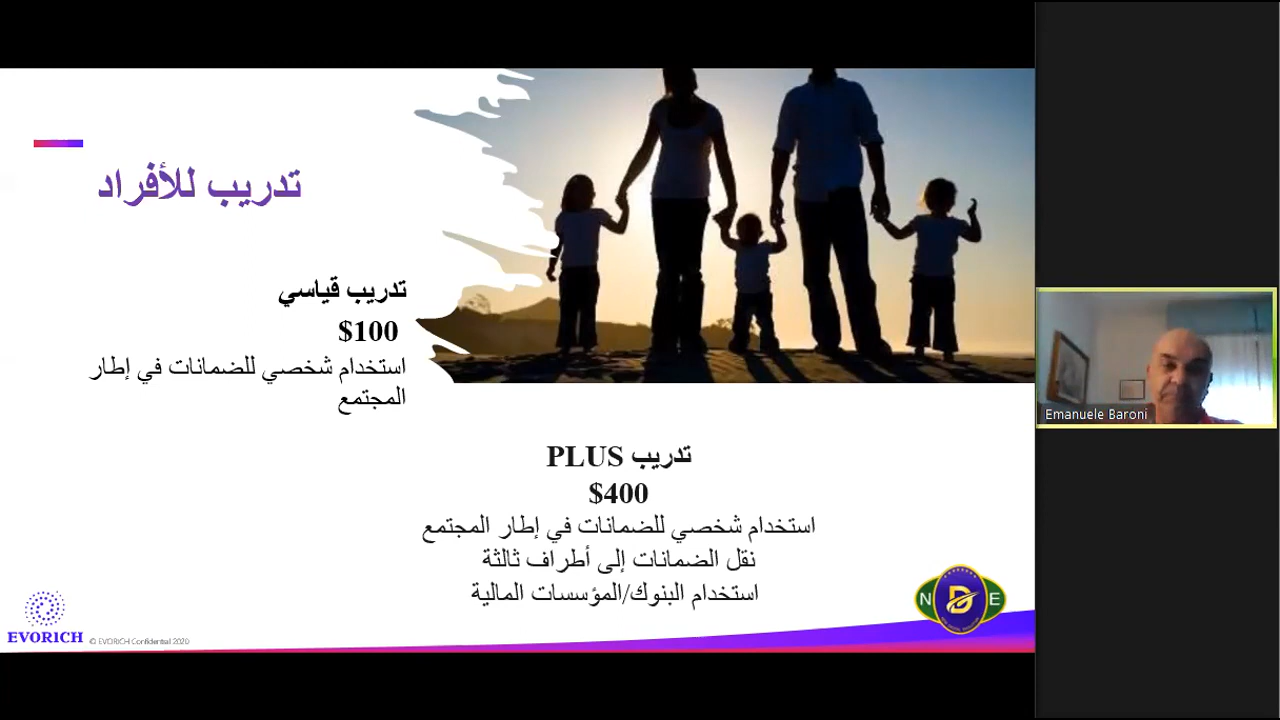 تدريب للأفراد
تدريب قياسي
$100
استخدام شخصي للضمانات في إطار
المجتمع
تدريب PLUS
$400
استخدام شخصي للضمانات في إطار المجتمع
نقل الضمانات إلى أطراف ثالثة
استخدام البنوك/المؤسسات المالية
EVORICH
© EVORICH Confidential 2020
N D E
Emanuele Baroni